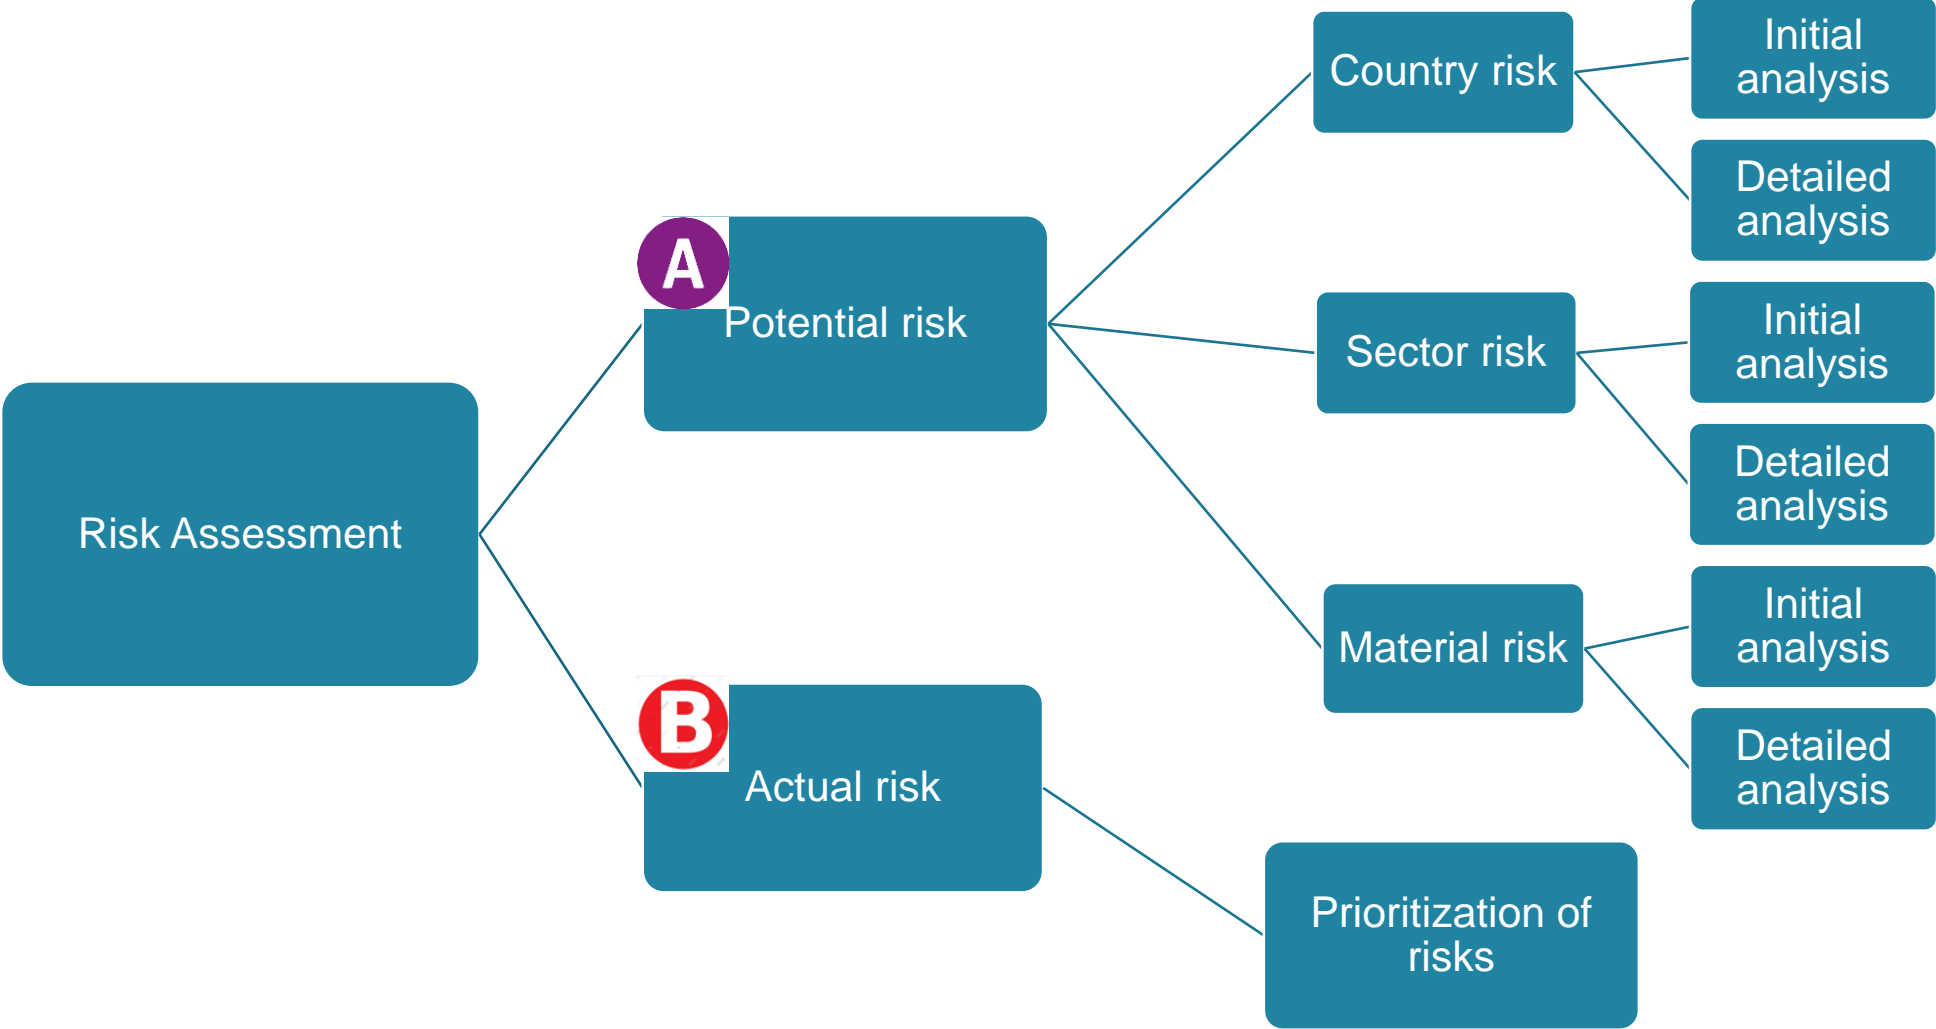 Risk Assessment
A
Potential risk
Country risk
Initial
analysis
Detailed
analysis
Sector risk
Initial
analysis
Detailed
analysis
Material risk
Initial
analysis
Detailed
analysis
B
Actual risk
Prioritization of
risks